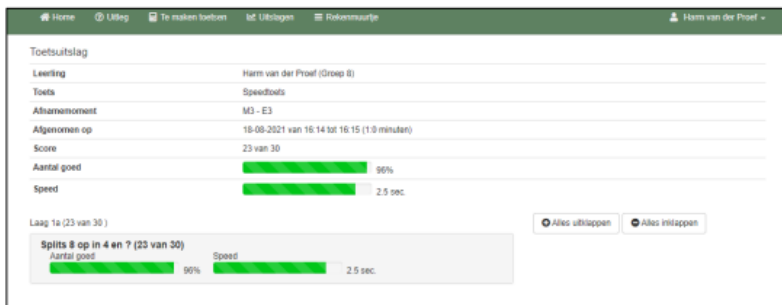 Home Uitleg Te maken toetsen Uitslagen Rekenmuurtje Harm van der Proef
Toetsuitslag
Leerling Harm van der Proef (Groep 8)
Toets Speedtoets
Afnamemoment M3 - E3
Afgenomen op 18-08-2021 van 16:14 tot 16:15 (1:0 minuten)
Score 23 van 30
Aantal goed 96%
Speed 2.5 sec.
Laag 1a (23 van 30 ) Alles uitklappen Alles inklappen
Splits 8 op in 4 en ? (23 van 30)
Aantal goed Speed
96% 2.5 sec.